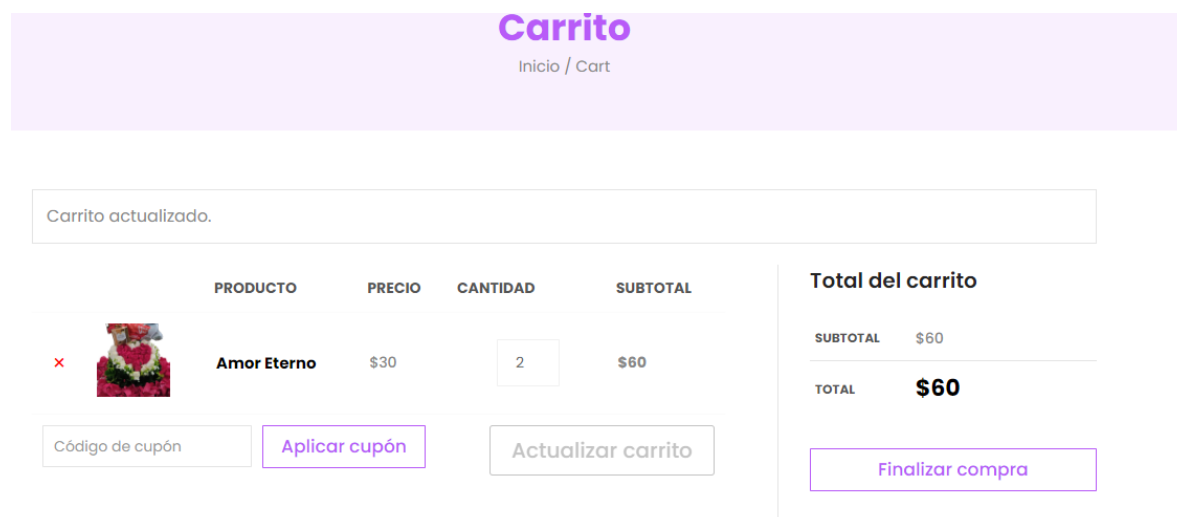 Carrito
Inicio / Cart
Carrito actualizado.
PRODUCTO PRECIO CANTIDAD SUBTOTAL
× Amor Eterno $30 2 $60
Código de cupón Aplicar cupón Actualizar carrito
Total del carrito
SUBTOTAL $60
TOTAL $60
Finalizar compra